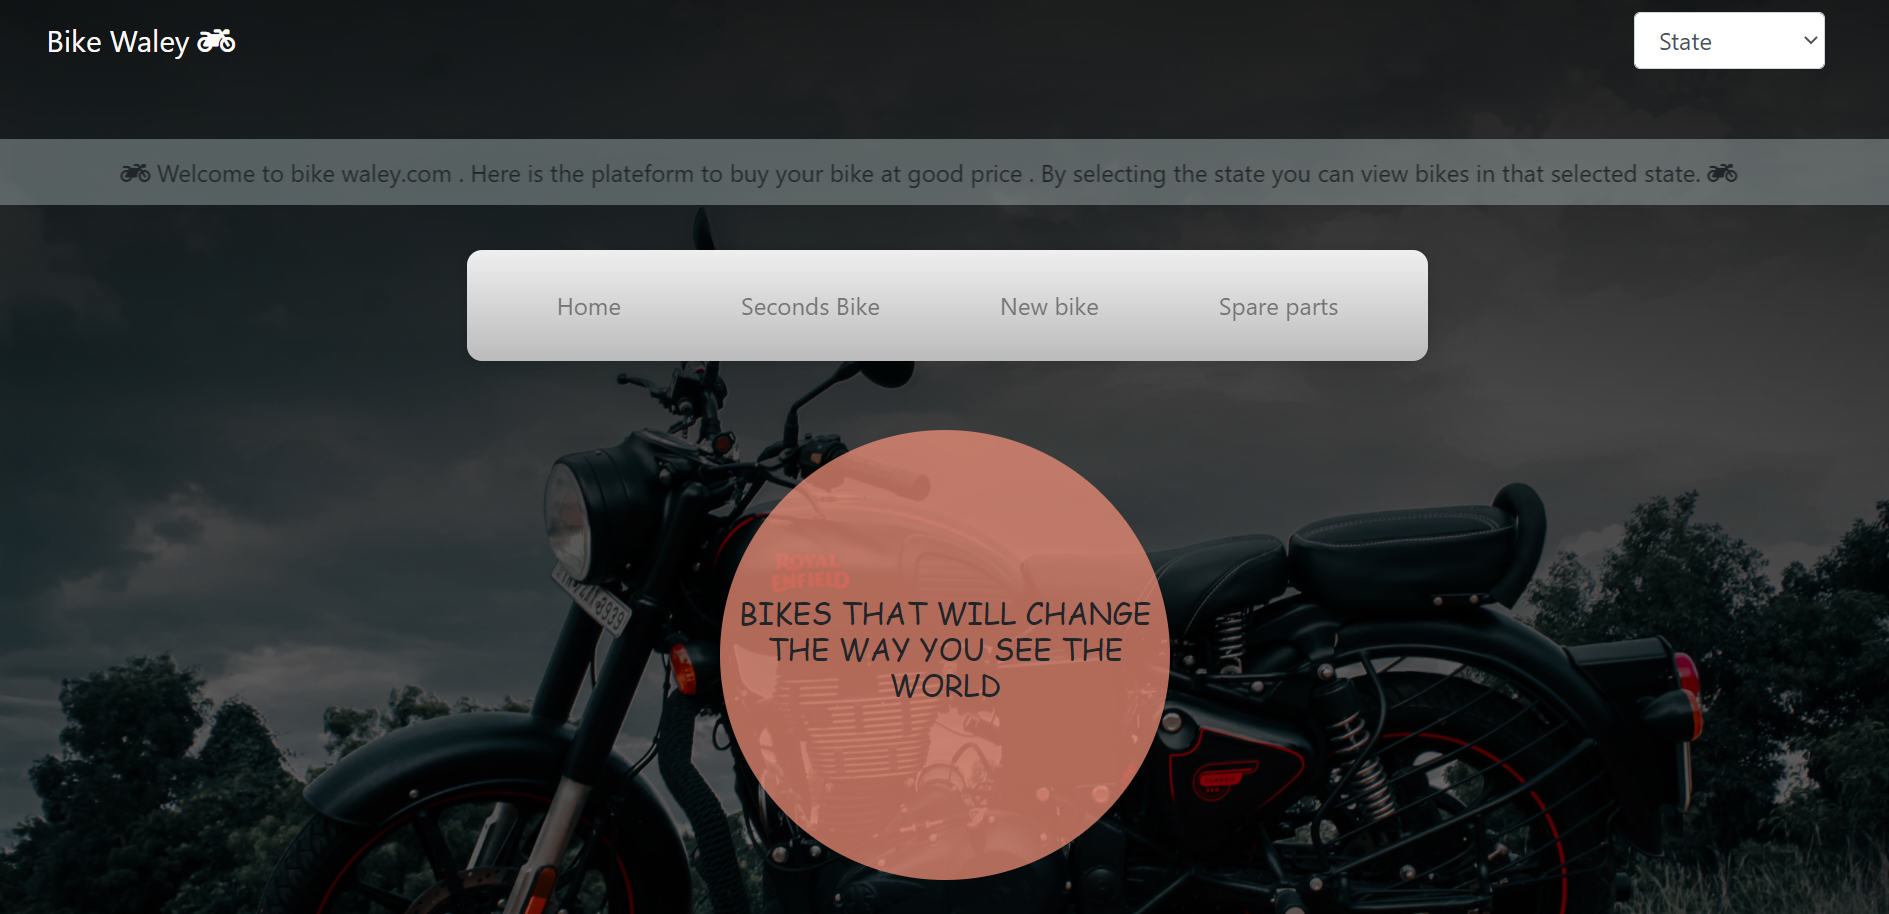 Bike Waley
State
Welcome to bike waley.com . Here is the plateform to buy your bike at good price . By selecting the state you can view bikes in that selected state.
Home
Seconds Bike
New bike
Spare parts
ROYAL
ENFIELD
BIKES THAT WILL CHANGE
THE WAY YOU SEE THE
WORLD